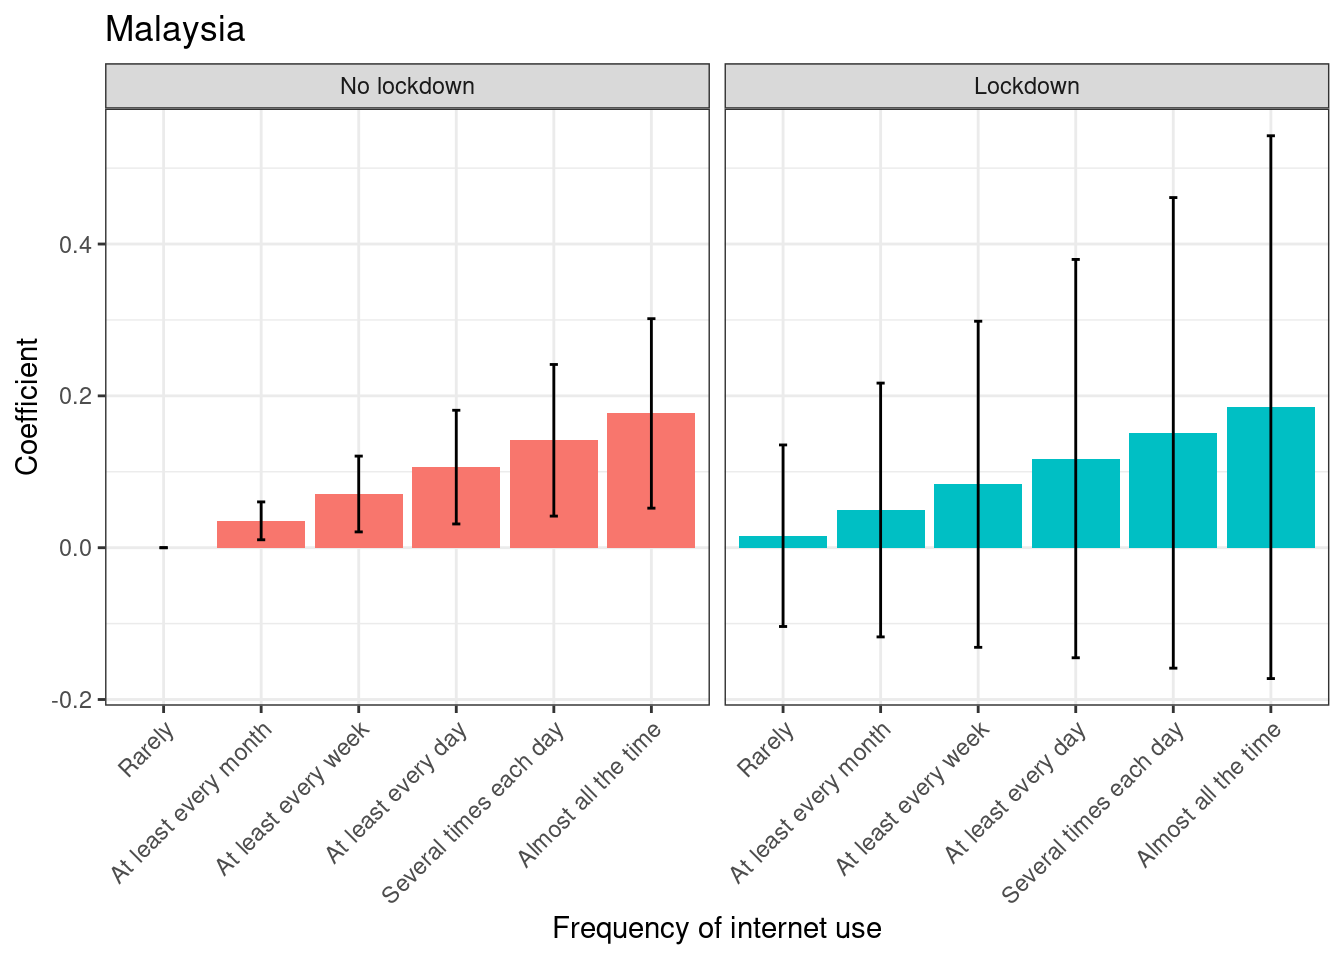 Malaysia
No lockdown
Lockdown
Coefficient
0.4
0.2
0.0
-0.2
Rarely
At least every month
At least every week
At least every day
Several times each day
Almost all the time
Rarely
At least every month
At least every week
At least every day
Several times each day
Almost all the time
Frequency of internet use